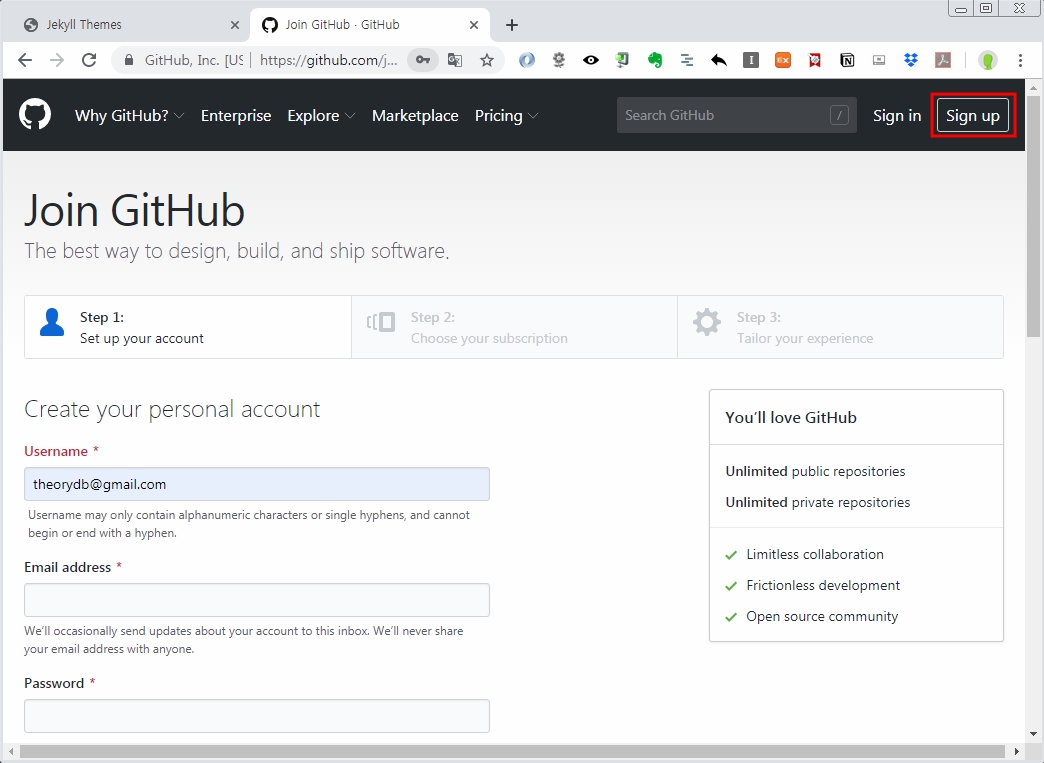 Jekyll Themes
Join GitHub · GitHub
GitHub, Inc. [US
https://github.com/j...
Why GitHub?
Enterprise
Explore
Marketplace
Pricing
Search GitHub
/
Sign in
Sign up
Join GitHub
The best way to design, build, and ship software.
Step 1:
Set up your account
Step 2:
Choose your subscription
Step 3:
Tailor your experience
Create your personal account
Username *
theorydb@gmail.com
Username may only contain alphanumeric characters or single hyphens, and cannot
begin or end with a hyphen.
Email address *
We’ll occasionally send updates about your account to this inbox. We’ll never share
your email address with anyone.
Password *
You’ll love GitHub
Unlimited public repositories
Unlimited private repositories
Limitless collaboration
Frictionless development
Open source community